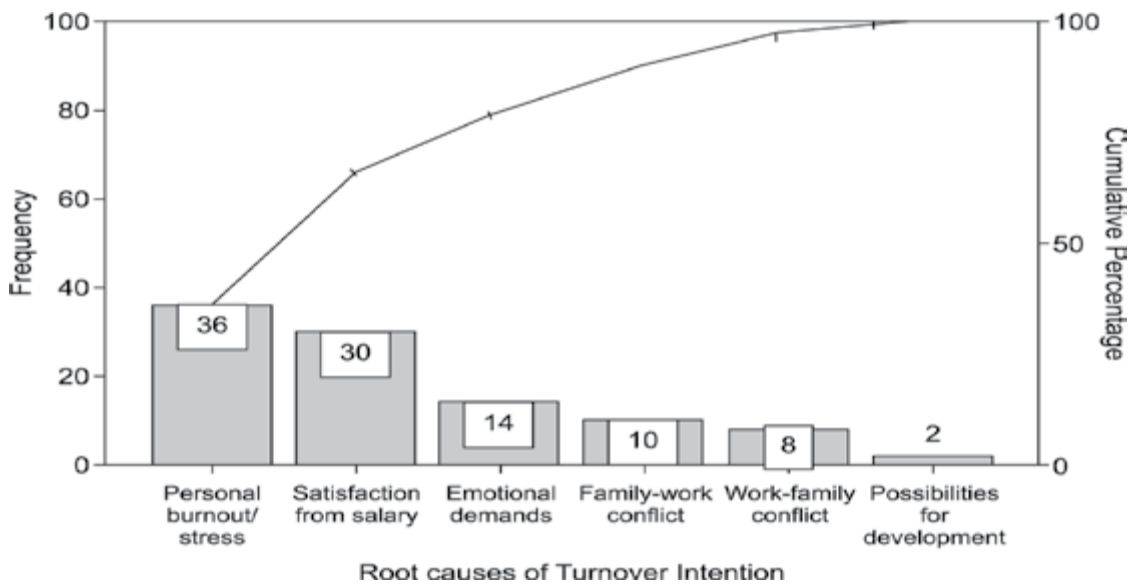 100
80
60
40
20
0
Frequency
100
50
0
Cumulative Percentage
36
30
14
10
8
2
Personal
burnout/
stress
Satisfaction
from salary
Emotional
demands
Family-work
conflict
Work-family
conflict
Possibilities
for
development
Root causes of Turnover Intention